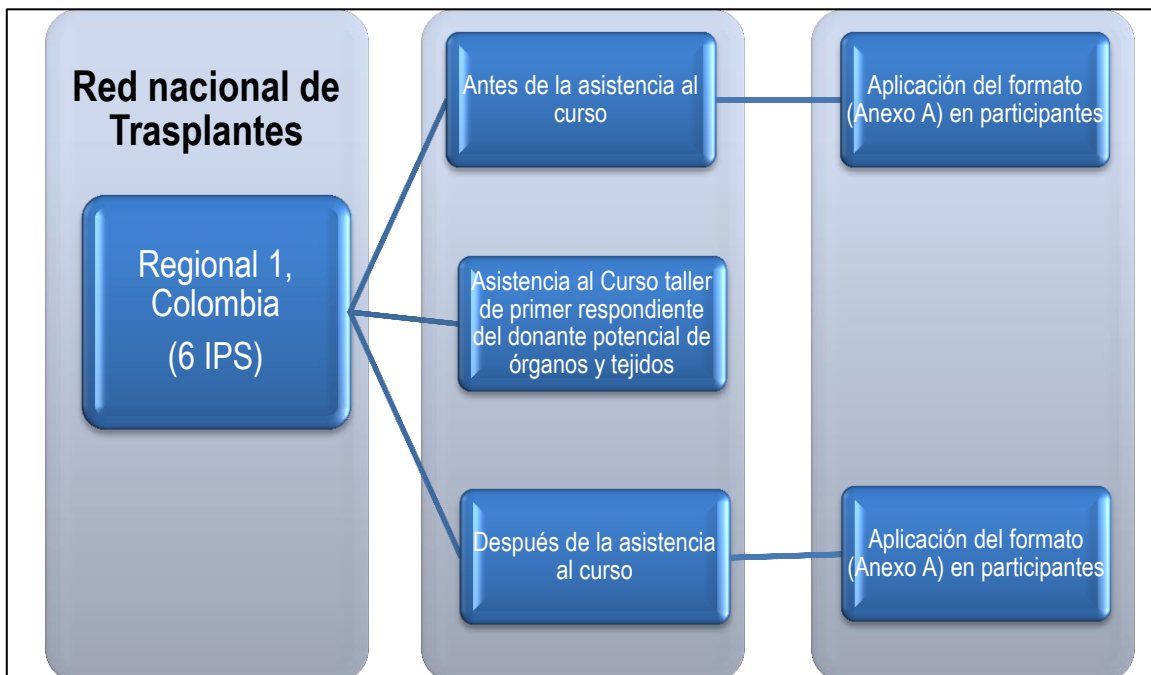 Red nacional de
Trasplantes
Regional 1,
Colombia
(6 IPS)
Antes de la asistencia al
curso
Aplicación del formato
(Anexo A) en participantes
Asistencia al Curso taller
de primer respondiente
del donante potencial de
órganos y tejidos
Después de la asistencia
al curso
Aplicación del formato
(Anexo A) en participantes